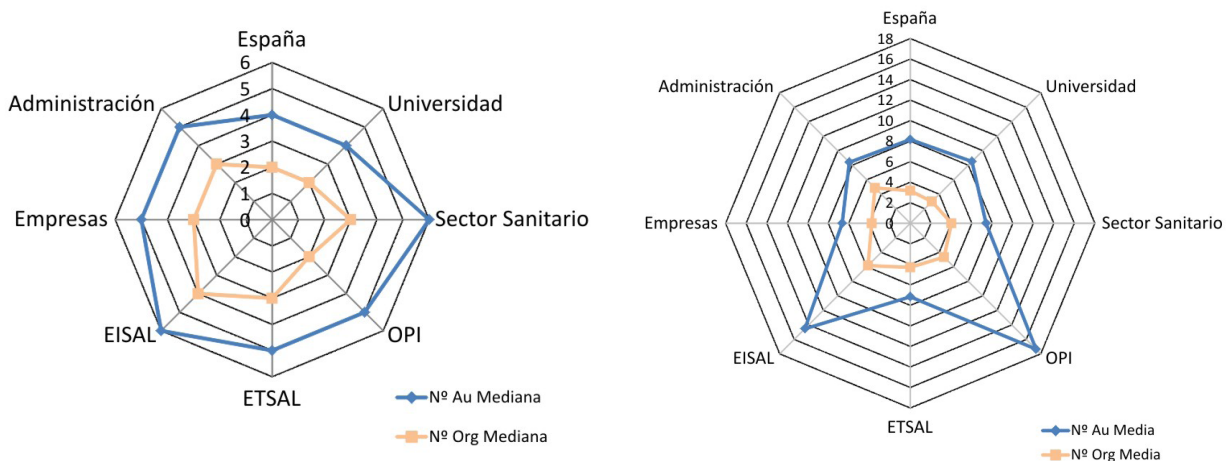 España
6
5
4
3
2
1
0
Administración
Universidad
Empresas
Sector Sanitario
EISAL
OPI
ETSAL
Nº Au Mediana
Nº Org Mediana
España
18
16
14
12
10
8
6
4
2
0
Administración
Universidad
Empresas
Sector Sanitario
EISAL
OPI
ETSAL
Nº Au Media
Nº Org Media